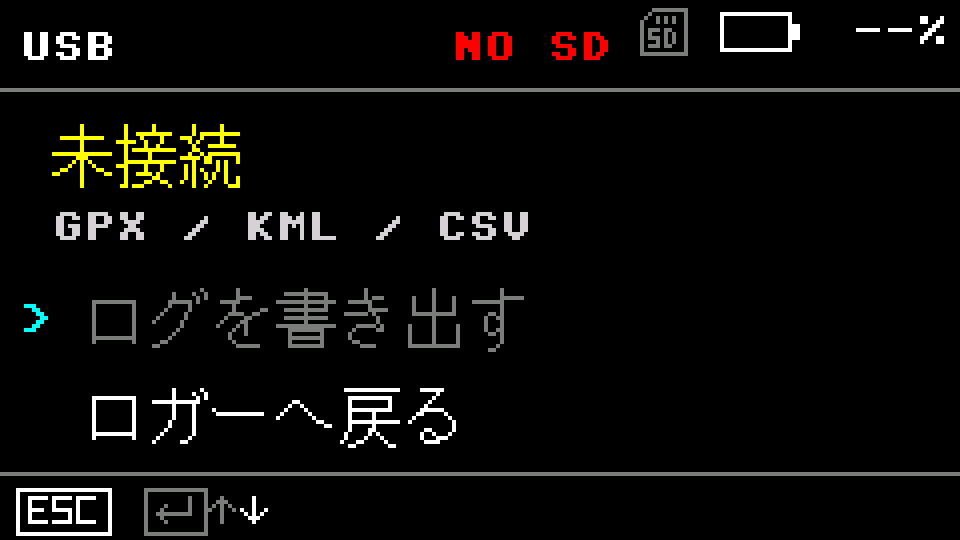 USB NO SD SD --%
未接続
GPX / KML / CSV
> ログを書き出す
ロガーへ戻る
ESC ↵ ↑ ↓